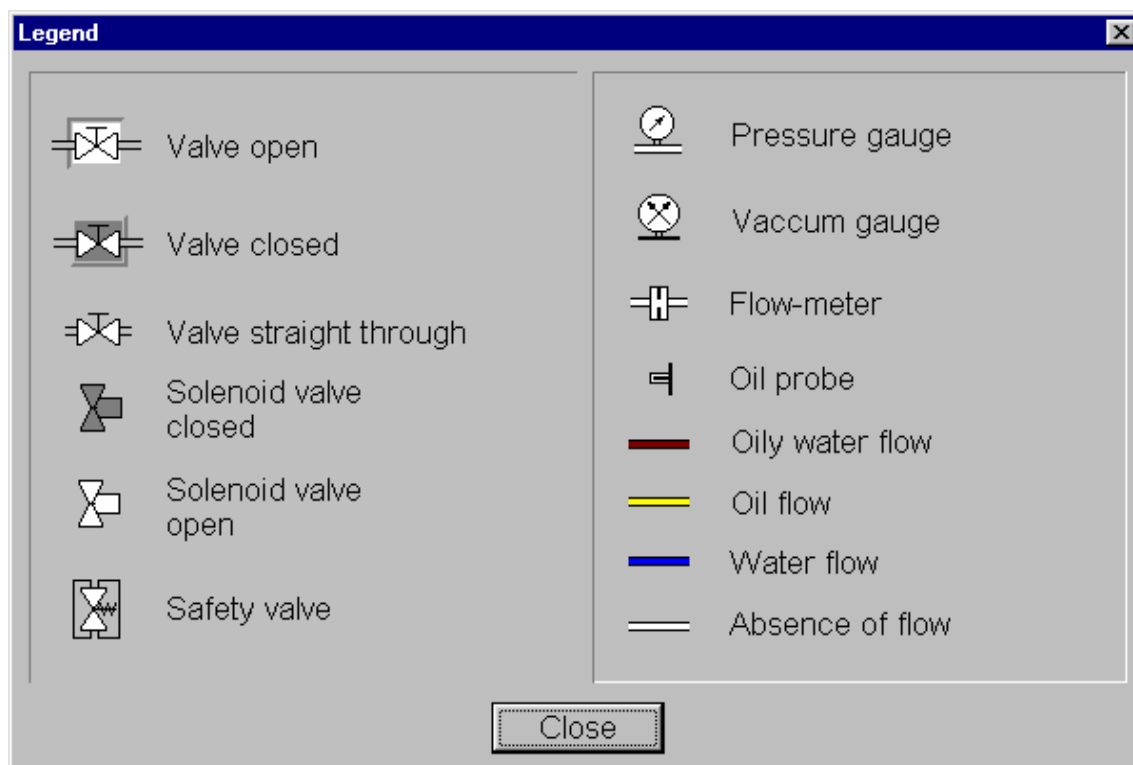 Legend
Valve open
Valve closed
Valve straight through
Solenoid valve
closed
Solenoid valve
open
Safety valve
Pressure gauge
Vaccum gauge
Flow-meter
Oil probe
Oily water flow
Oil flow
Water flow
Absence of flow
Close